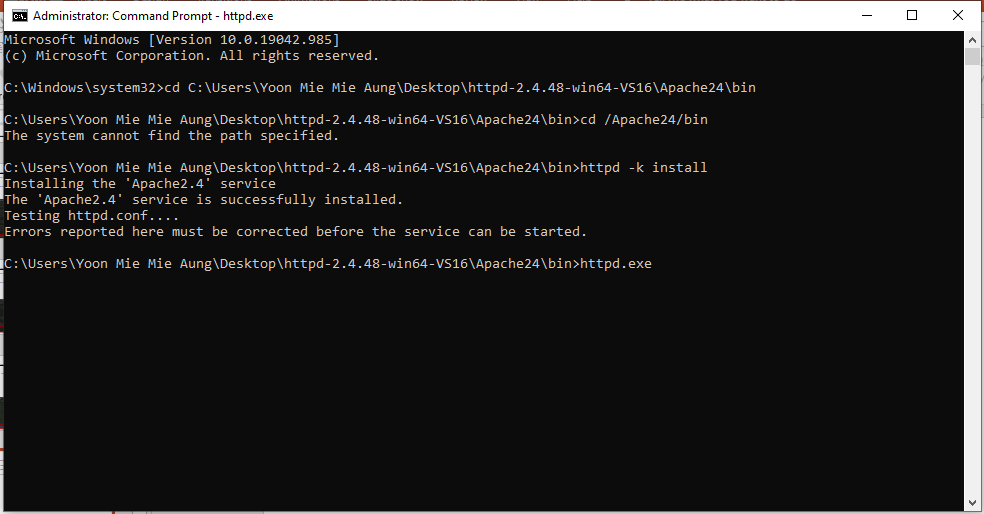 Administrator: Command Prompt - httpd.exe
Microsoft Windows [Version 10.0.19042.985]
(c) Microsoft Corporation. All rights reserved.
C:\Windows\system32>cd C:\Users\Yoon Mie Mie Aung\Desktop\httpd-2.4.48-win64-VS16\Apache24\bin
C:\Users\Yoon Mie Mie Aung\Desktop\httpd-2.4.48-win64-VS16\Apache24\bin>cd /Apache24/bin
The system cannot find the path specified.
C:\Users\Yoon Mie Mie Aung\Desktop\httpd-2.4.48-win64-VS16\Apache24\bin>httpd -k install
Installing the 'Apache2.4' service
The 'Apache2.4' service is successfully installed.
Testing httpd.conf....
Errors reported here must be corrected before the service can be started.
C:\Users\Yoon Mie Mie Aung\Desktop\httpd-2.4.48-win64-VS16\Apache24\bin>httpd.exe